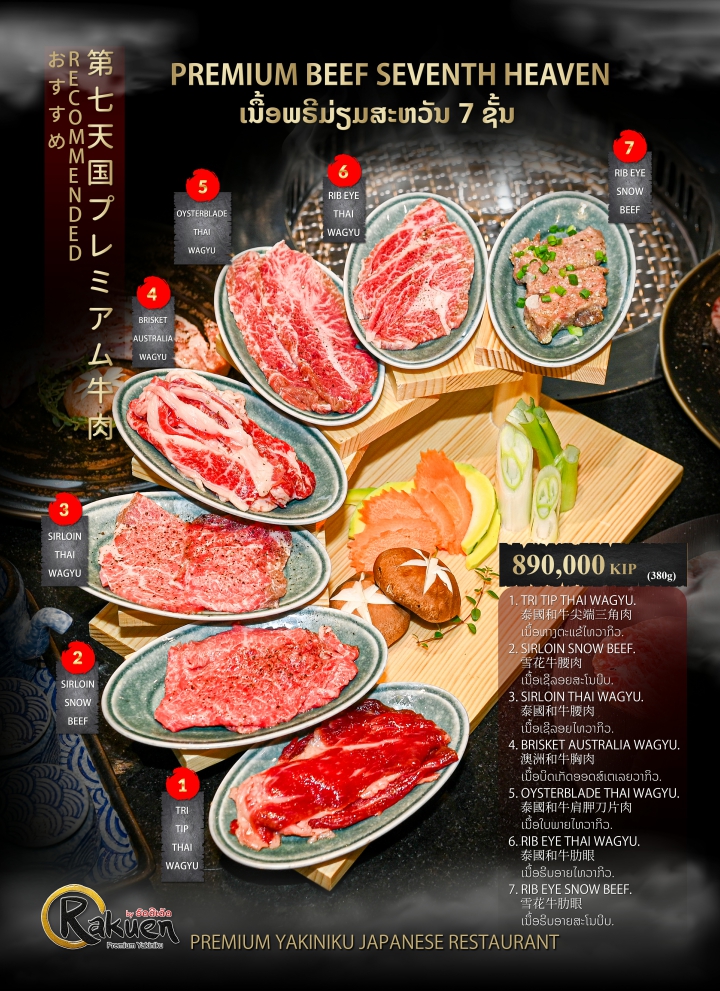 おすすめ
RECOMMENDED
第七天国プレミアム牛肉
PREMIUM BEEF SEVENTH HEAVEN
ເນື້ອພຣີມ່ຽມສະຫວັນ 7 ຊັ້ນ
7
RIB EYE
SNOW
BEEF
6
RIB EYE
THAI
WAGYU
5
OYSTERBLADE
THAI
WAGYU
4
BRISKET
AUSTRALIA
WAGYU
3
SIRLOIN
THAI
WAGYU
2
SIRLOIN
SNOW
BEEF
1
TRI
TIP
THAI
WAGYU
890,000 KIP (380g)
1. TRI TIP THAI WAGYU.
泰國和牛尖端三角肉
ເນື້ອຫາງຕະແຂ້ໄທວາກິວ.
2. SIRLOIN SNOW BEEF.
雪花牛腰肉
ເນື້ອເຊີລອຍສະໂນບີບ.
3. SIRLOIN THAI WAGYU.
泰國和牛腰肉
ເນື້ອເຊີລອຍໄທວາກິວ.
4. BRISKET AUSTRALIA WAGYU.
澳洲和牛胸肉
ເນື້ອບິດເກັດອອດສ໌ເຕເລຍວາກິວ.
5. OYSTERBLADE THAI WAGYU.
泰國和牛肩胛刀片肉
ເນື້ອໃບພາຍໄທວາກິວ.
6. RIB EYE THAI WAGYU.
泰國和牛肋眼
ເນື້ອຣິບອາຍໄທວາກິວ.
7. RIB EYE SNOW BEEF.
雪花牛肋眼
ເນື້ອຣິບອາຍສະໂນບີບ.
Rakuen
by
Premium Yakiniku
PREMIUM YAKINIKU JAPANESE RESTAURANT